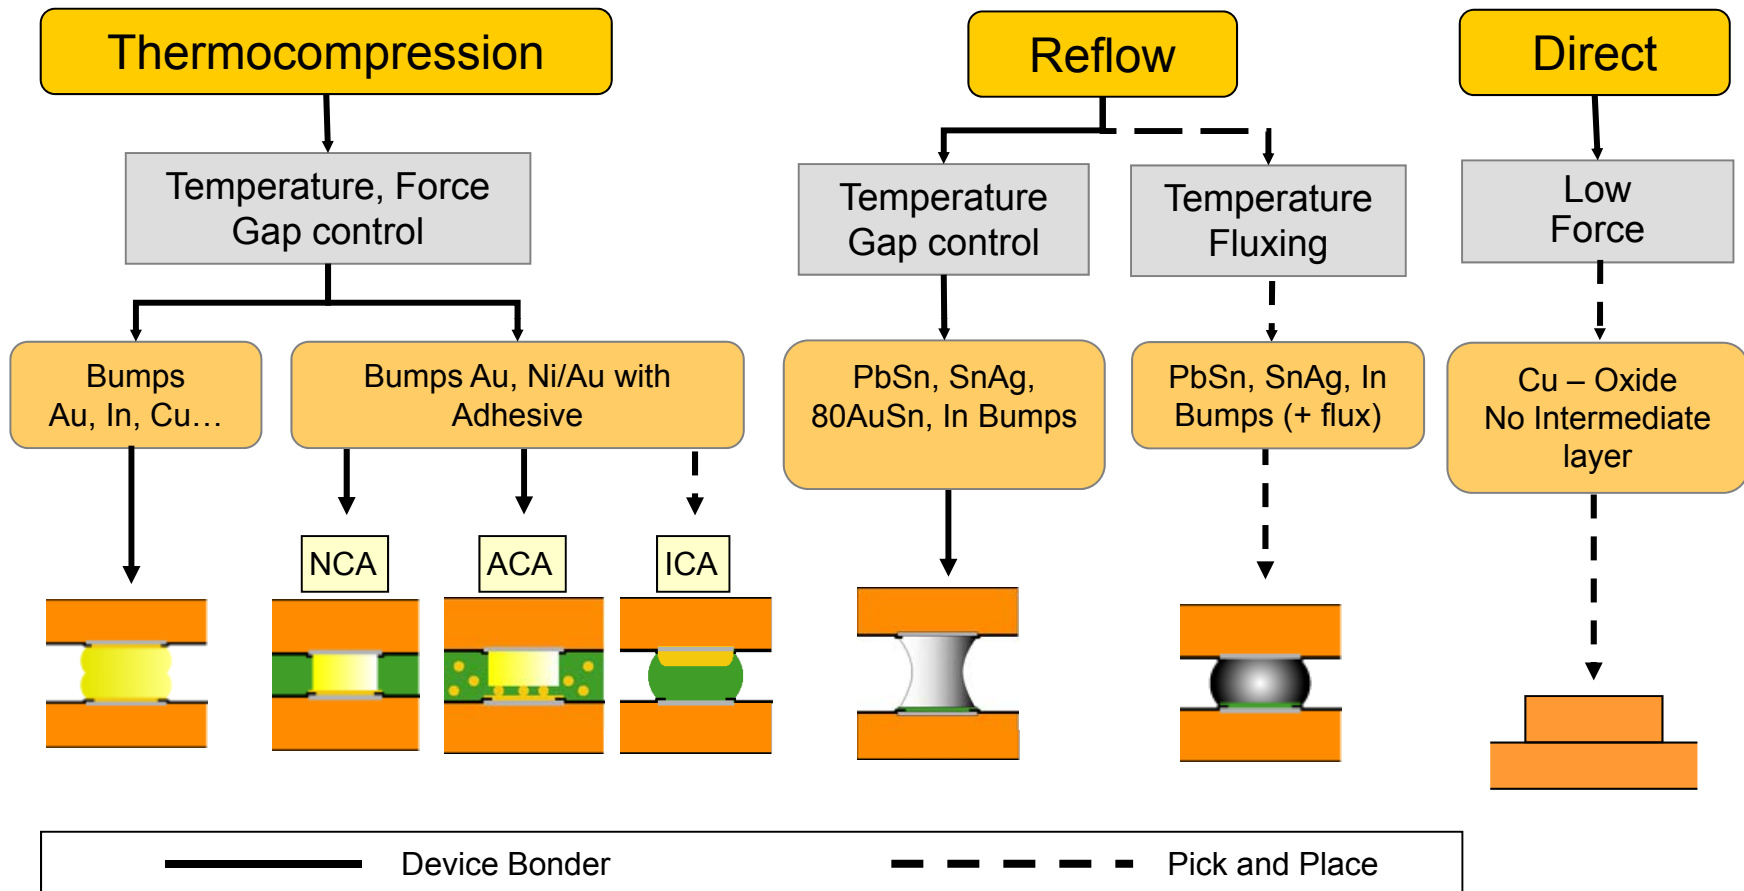 Thermocompression
Reflow
Direct
Temperature, Force
Gap control
Temperature
Gap control
Temperature
Fluxing
Low
Force
Bumps
Au, In, Cu…
Bumps Au, Ni/Au with
Adhesive
PbSn, SnAg,
80AuSn, In Bumps
PbSn, SnAg, In
Bumps (+ flux)
Cu – Oxide
No Intermediate
layer
NCA
ACA
ICA
Device Bonder
Pick and Place